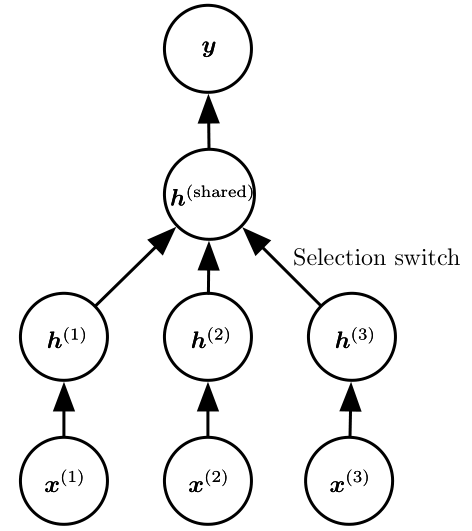 y
h^(shared)
Selection switch
h^(1) h^(2) h^(3)
x^(1) x^(2) x^(3)